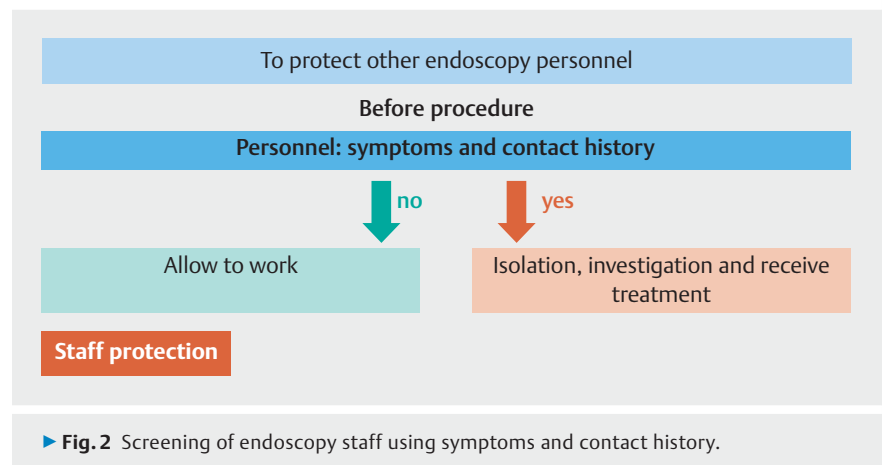 To protect other endoscopy personnel
Before procedure
Personnel: symptoms and contact history
no
yes
Allow to work
Isolation, investigation and receive
treatment
Staff protection
▶ Fig. 2 Screening of endoscopy staff using symptoms and contact history.